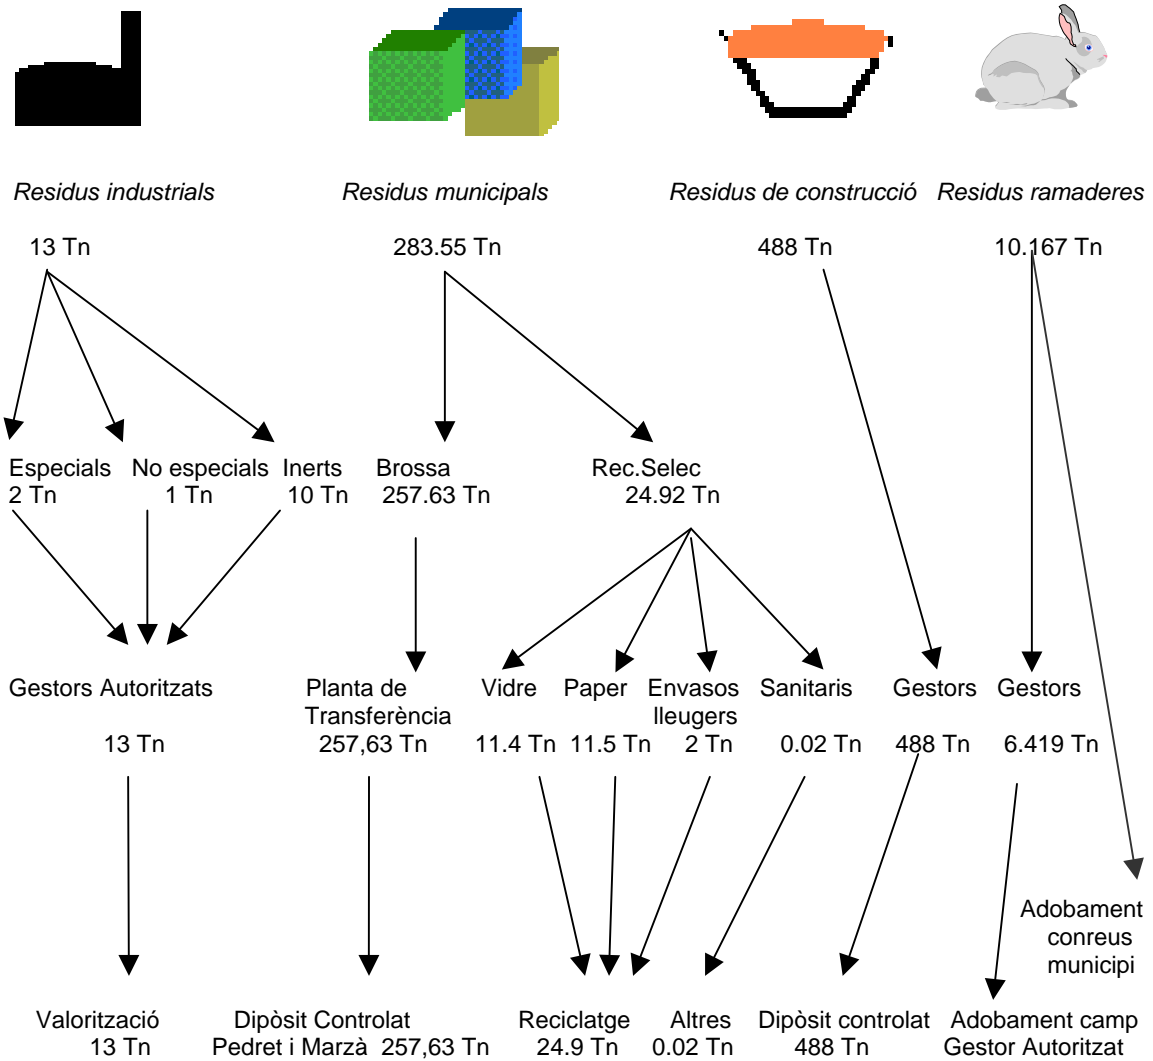 Residus industrials Residus municipals Residus de construcció Residus ramaderes
13 Tn 283.55 Tn 488 Tn 10.167 Tn
Especials No especials Inerts Brossa Rec.Selec
2 Tn 1 Tn 10 Tn 257.63 Tn 24.92 Tn
Gestors Autoritzats Planta de Vidre Paper Envasos Sanitaris Gestors Gestors
Transferència lleugers
13 Tn 257,63 Tn 11.4 Tn 11.5 Tn 2 Tn 0.02 Tn 488 Tn 6.419 Tn
Adobament
conreus
municipi
Valorització Dipòsit Controlat Reciclatge Altres Dipòsit controlat Adobament camp
13 Tn Pedret i Marzà 257,63 Tn 24.9 Tn 0.02 Tn 488 Tn Gestor Autoritzat